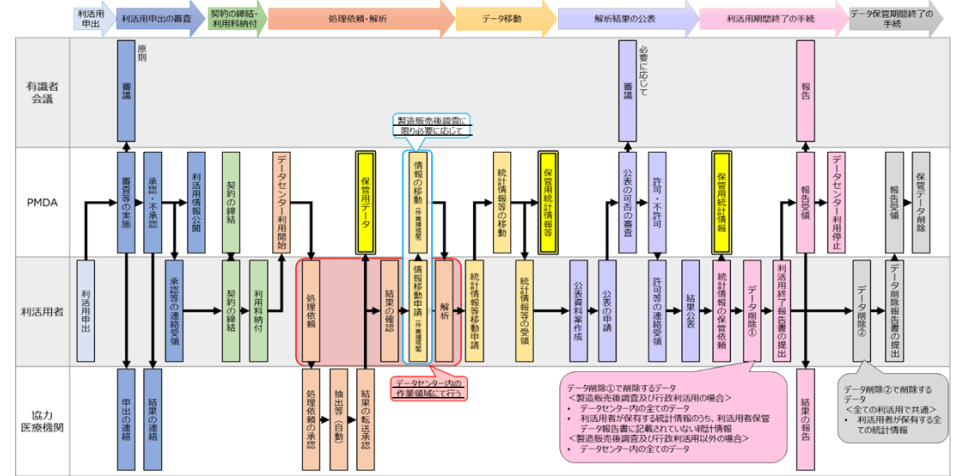 利活用
申出
利活用申出の審査
契約の締結・
利用料納付
処理依頼・解析
データ移動
解析結果の公表
利活用期間終了の手続
データ保管期間終了の
手続
有識者
会議
原則
審議
必要に応じて
審議
報告
製造販売後調査に
限り必要に応じて
PMDA
審査等の実施
承認・不承認
利活用情報公開
契約の締結
データセンター利用開始
保管用データ
情報の移動(作業領域間)
統計情報等の移動
保管用統計情報等
公表の可否の審査
許可・不許可
保管用統計情報
報告受領
データセンター利用停止
報告受領
保管データ削除
利活用者
利活用申出
承認等の連絡受領
契約の締結
利用料納付
処理依頼
結果の確認
情報移動申請(作業領域間)
解析
統計情報等移動申請
統計情報等の受領
公表資料案作成
公表の申請
許可等の連絡受領
結果公表
統計情報の保管依頼
データ削除①
利活用終了報告書の提出
データ削除②
データ削除報告書の提出
協力
医療機関
申出の連絡
結果の連絡
処理依頼の承認
抽出等(自動)
結果の転送承認
データセンター内の
作業領域にて行う
結果の報告
データ削除①で削除するデータ
<製造販売後調査及び行政利活用の場合>
・ データセンター内の全てのデータ
・ 利活用者が保有する統計情報のうち、利活用者保管
データ報告書に記載されていない統計情報
<製造販売後調査及び行政利活用以外の場合>
・ データセンター内の全てのデータ
データ削除②で削除する
データ
<全ての利活用で共通>
・ 利活用者が保有する全
ての統計情報